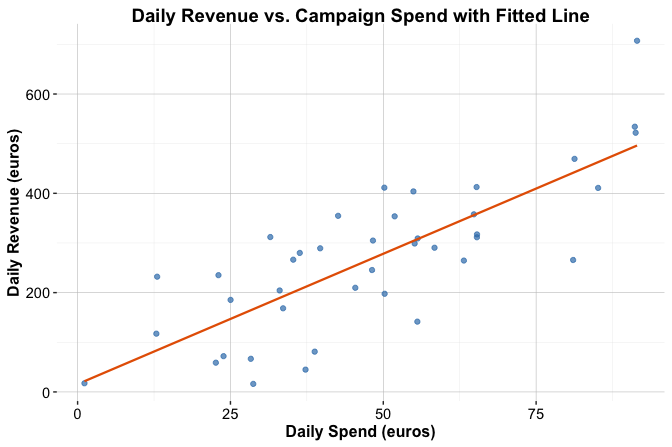 Daily Revenue vs. Campaign Spend with Fitted Line
Daily Revenue (euros)
600
400
200
0
0 25 50 75
Daily Spend (euros)